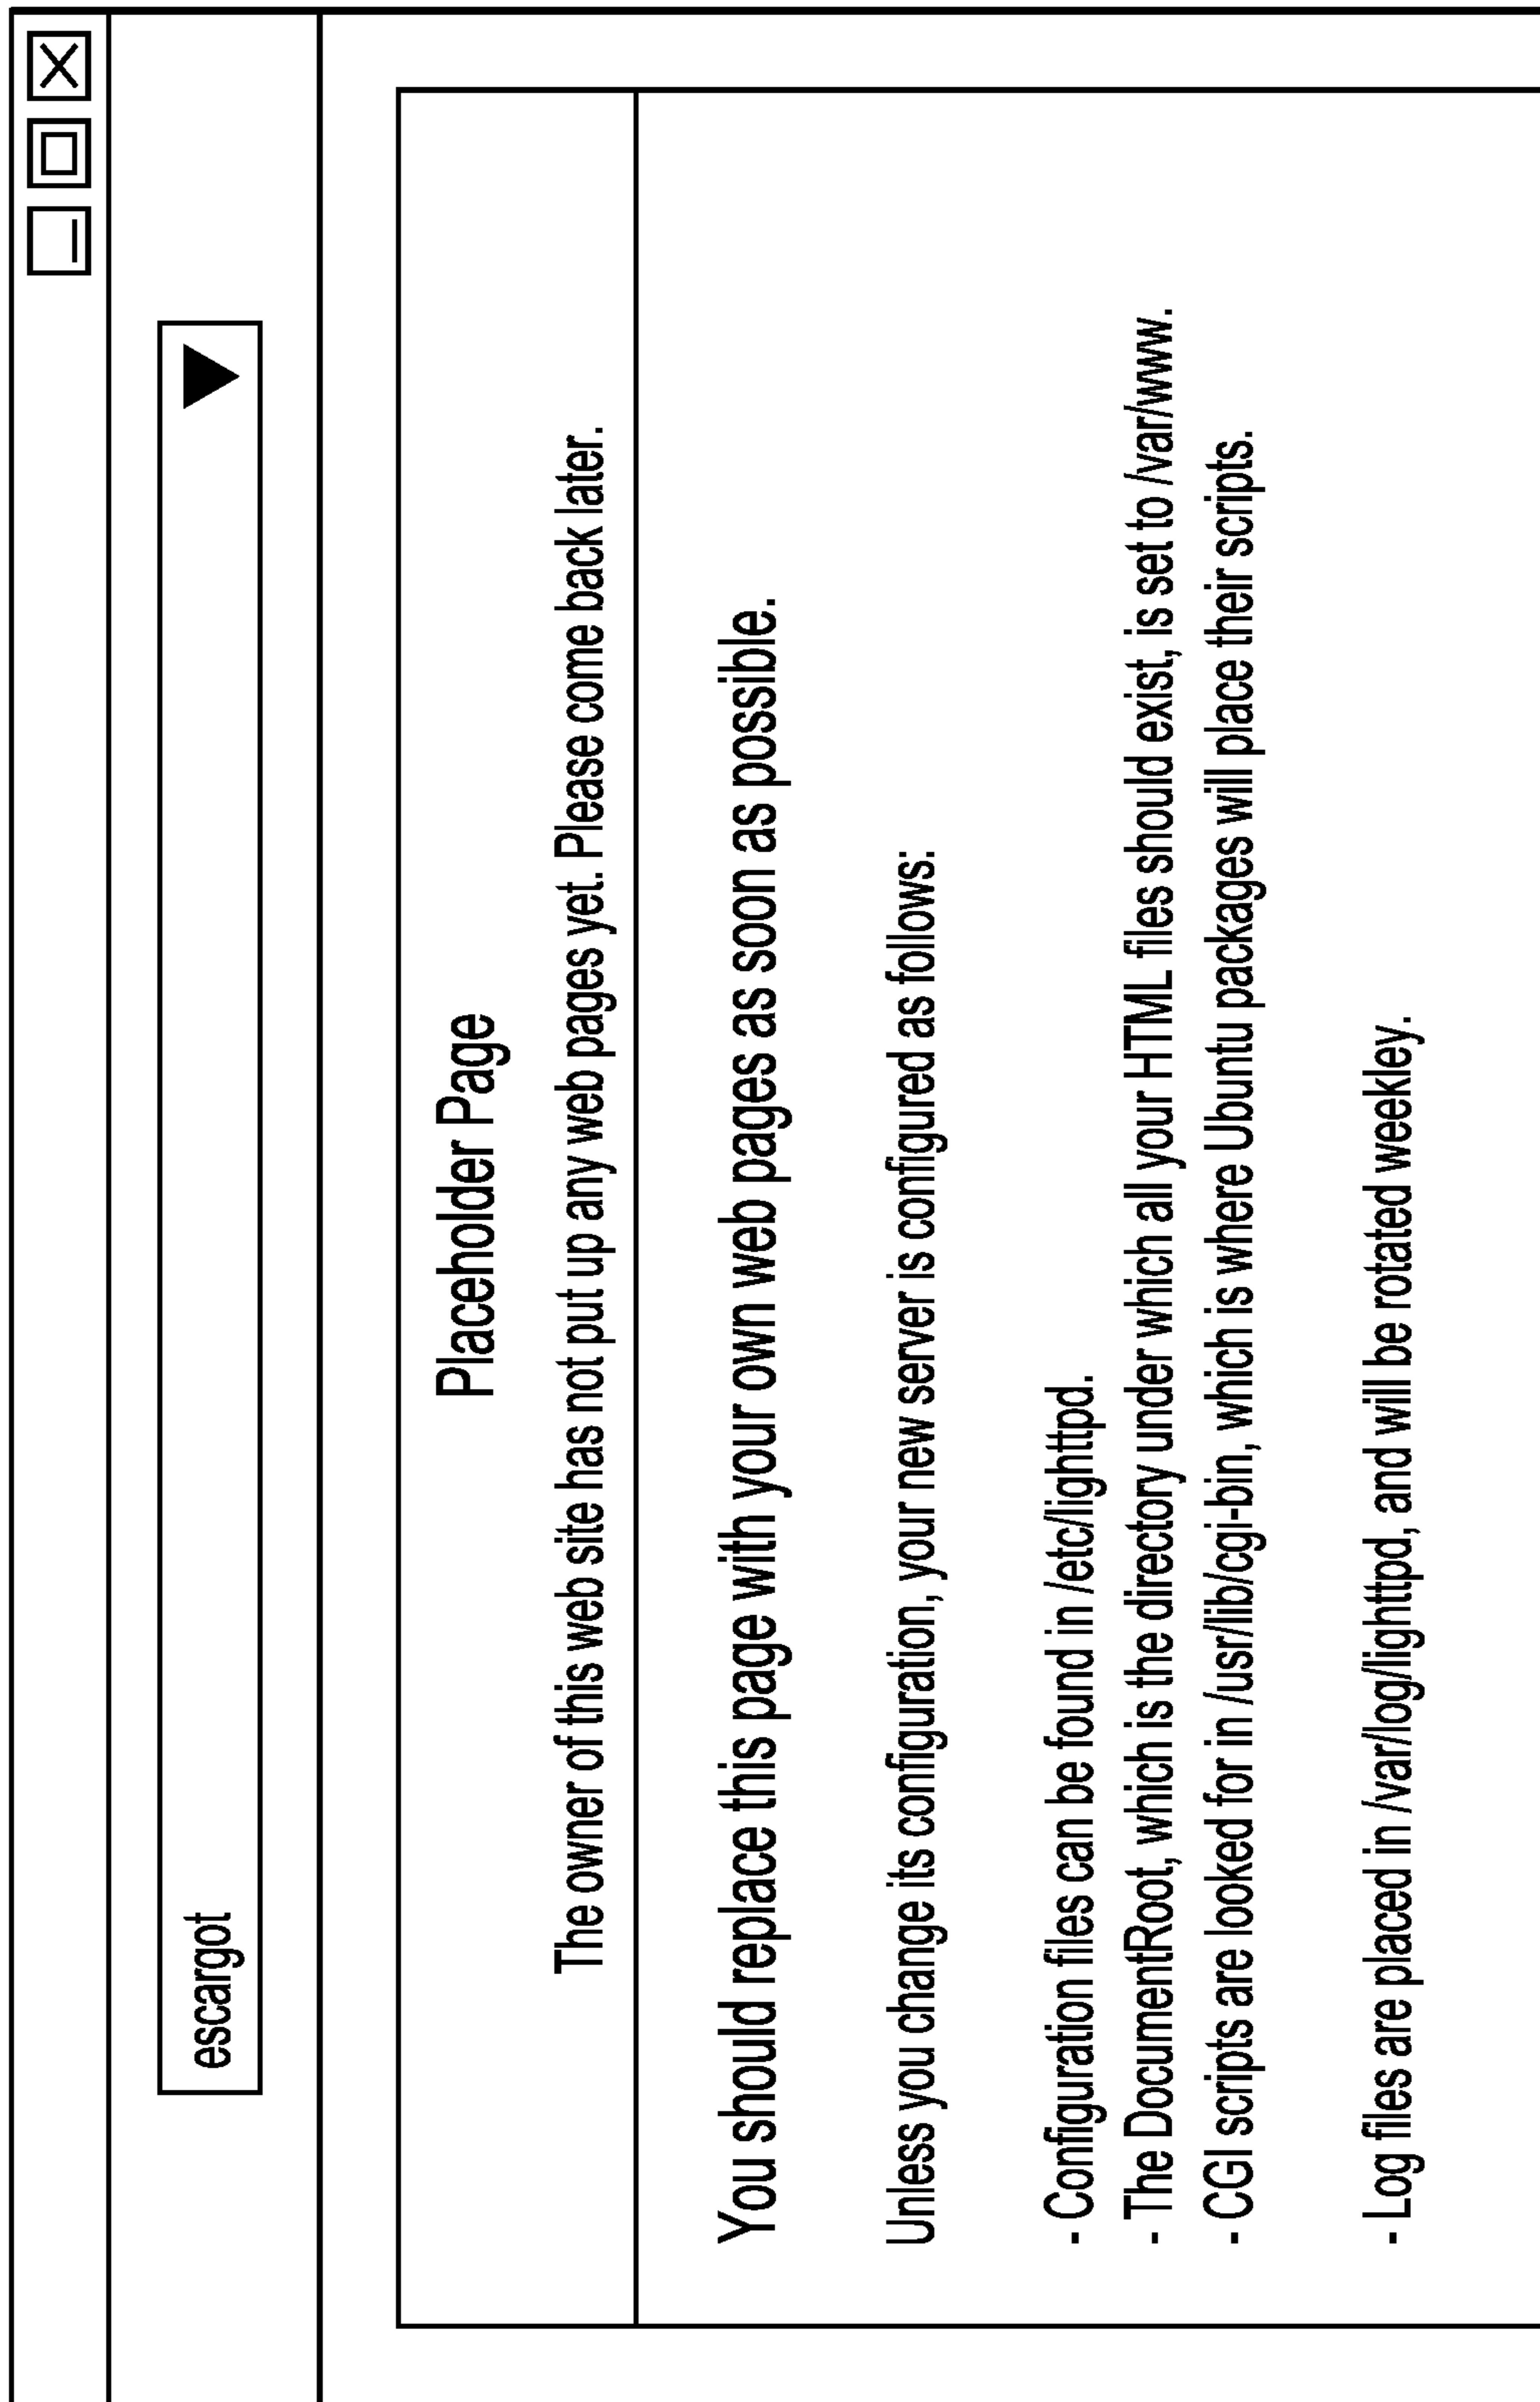 escargot
Placeholder Page
The owner of this web site has not put up any web pages yet. Please come back later.
You should replace this page with your own web pages as soon as possible.
Unless you change its configuration, your new server is configured as follows:
- Configuration files can be found in /etc/lighttpd.
- The DocumentRoot, which is the directory under which all your HTML files should exist, is set to /var/www.
- CGI scripts are looked for in /usr/lib/cgi-bin, which is where Ubuntu packages will place their scripts.
- Log files are placed in /var/log/lighttpd, and will be rotated weekley.